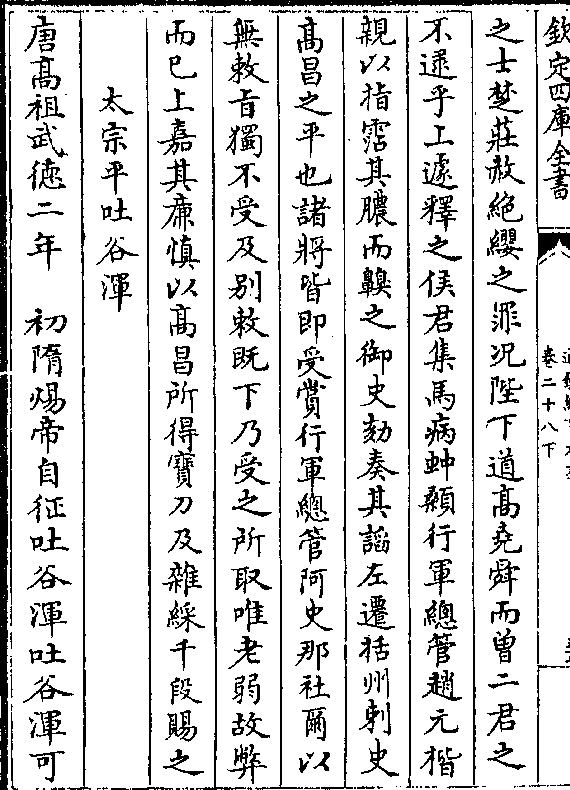 欽定四庫全書
卷二十八下
之士楚莊赦絶纓之罪况陛下道高堯舜而曽二君之
不逮乎上遽釋之侯君集馬病蚛顙行軍總管趙元楷
親以指霑其膿而齅之御史劾奏其謟左遷括州刺史
髙昌之平也諸將皆即受賞行軍總管阿史那社爾以
無敕旨獨不受及别敕既下乃受之所取唯老弱故弊
而已上嘉其亷慎以髙昌所得寳刀及雜綵千段賜之
太宗平吐谷渾
唐髙祖武徳二年　初隋煬帝自征吐谷渾吐谷渾可